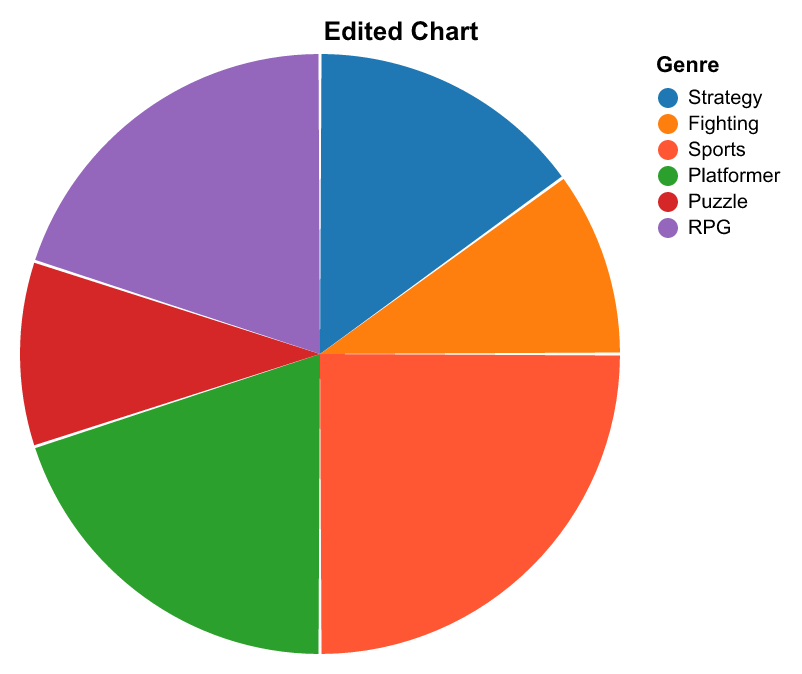 Edited Chart
Genre
Strategy
Fighting
Sports
Platformer
Puzzle
RPG